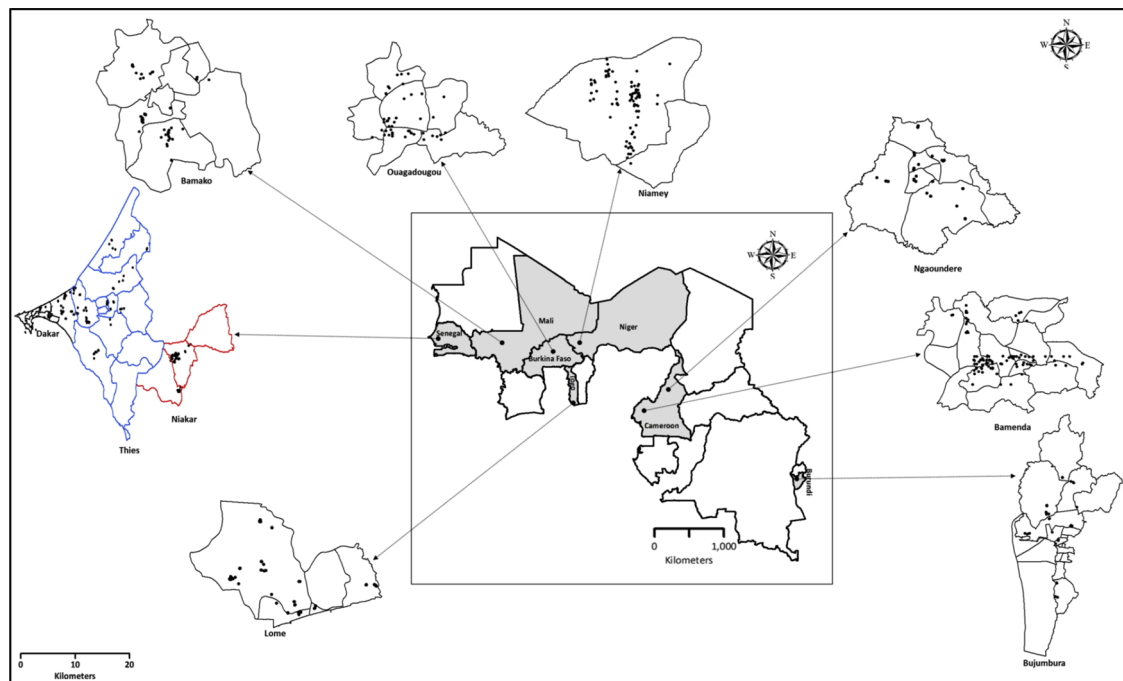 N
W E
S
Bamako
Ouagadougou
Niamey
Ngaoundere
N
W E
S
Mali
Niger
Senegal
Burkina Faso
Togo
Cameroon
Burundi
Dakar
Niakar
Thies
Bamenda
0 1,000
Kilometers
Lome
Bujumbura
0 10 20
Kilometers